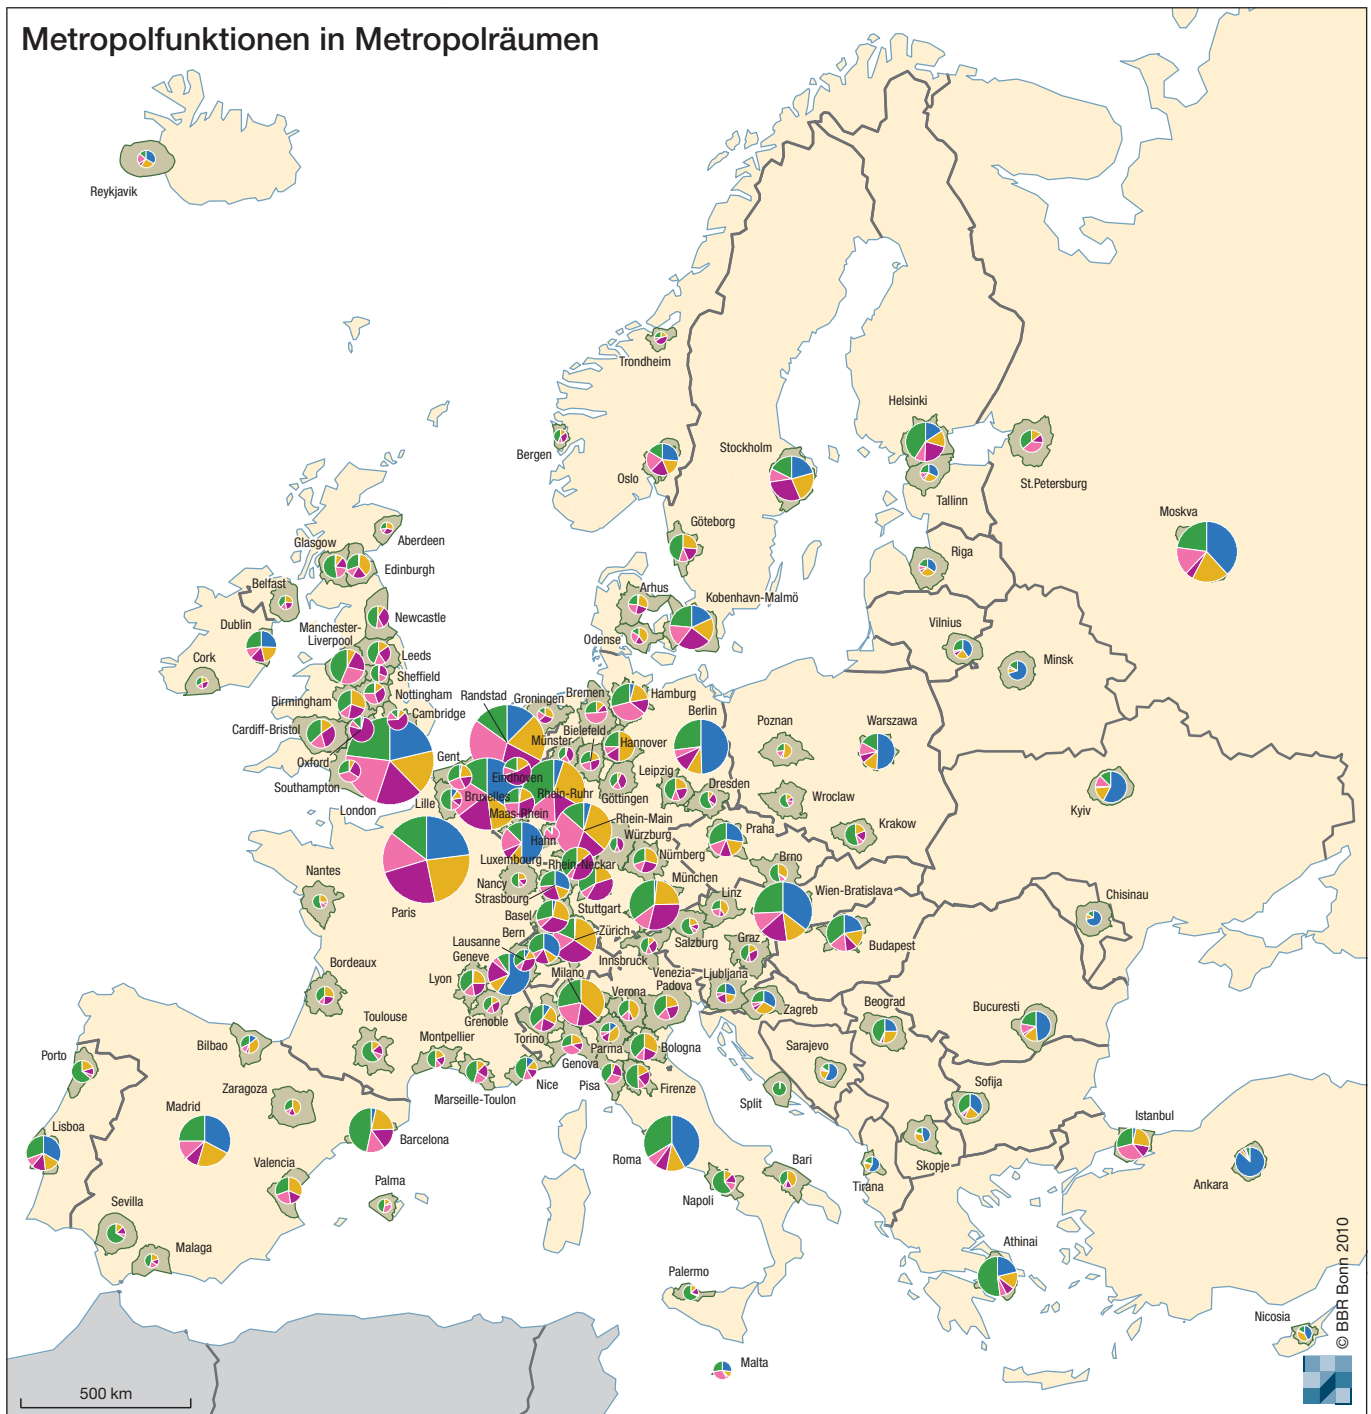 Metropolfunktionen in Metropolräumen
Reykjavik
Trondheim
Bergen
Oslo
Stockholm
Helsinki
Tallinn
St.Petersburg
Moskva
Göteborg
Riga
Aberdeen
Glasgow
Edinburgh
Belfast
Newcastle
Dublin
Manchester-
Liverpool
Leeds
Cork
Sheffield
Nottingham
Birmingham
Cambridge
Cardiff-Bristol
Oxford
Southampton
London
Arhus
Kobenhavn-Malmö
Odense
Vilnius
Minsk
Randstad
Groningen
Bremen
Hamburg
Berlin
Münster
Bielefeld
Hannover
Poznan
Warszawa
Gent
Eindhoven
Leipzig
Lille
Bruxelles
Rhein-Ruhr
Göttingen
Dresden
Wroclaw
Kyiv
Maas-Rhein
Rhein-Main
Krakow
Hahn
Würzburg
Praha
Luxembourg
Rhein-Neckar
Nürnberg
Brno
Nantes
Nancy
Strasbourg
München
Linz
Wien-Bratislava
Chisinau
Paris
Basel
Stuttgart
Bern
Zürich
Salzburg
Graz
Budapest
Lausanne
Geneve
Innsbruck
Bordeaux
Lyon
Milano
Verona
Venezia-
Padova
Ljubljana
Zagreb
Beograd
Bucuresti
Grenoble
Toulouse
Montpellier
Torino
Parma
Bologna
Sarajevo
Bilbao
Genova
Porto
Nice
Pisa
Firenze
Split
Sofija
Zaragoza
Marseille-Toulon
Madrid
Lisboa
Barcelona
Istanbul
Valencia
Roma
Bari
Skopje
Tirana
Ankara
Palma
Napoli
Sevilla
Malaga
Athinai
Palermo
Nicosia
Malta
500 km
© BBR Bonn 2010